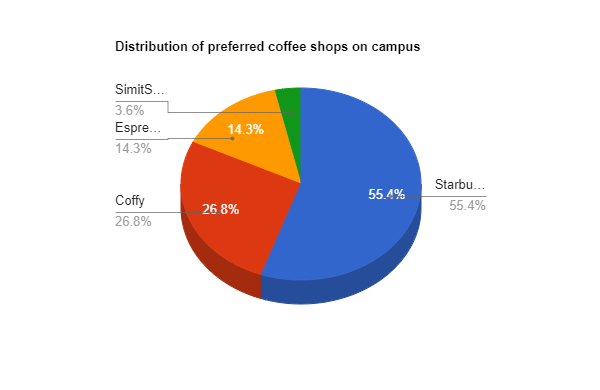 Distribution of preferred coffee shops on campus
SimitS…
3.6%
Espre…
14.3%
14.3%
Coffy
26.8%
26.8%
55.4%
Starbu…
55.4%